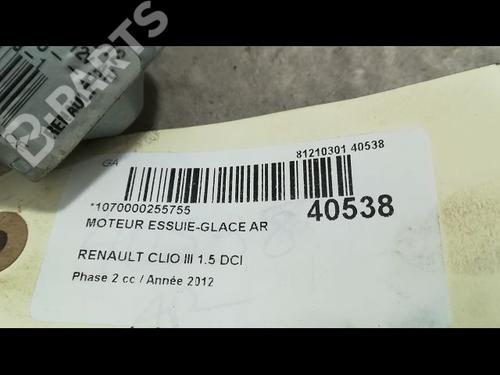 B-PARTS
RENAULT
GA
81210301 40538
*1070000255755
40538
MOTEUR ESSUIE-GLACE AR
RENAULT CLIO III 1.5 DCI
Phase 2 cc / Année 2012